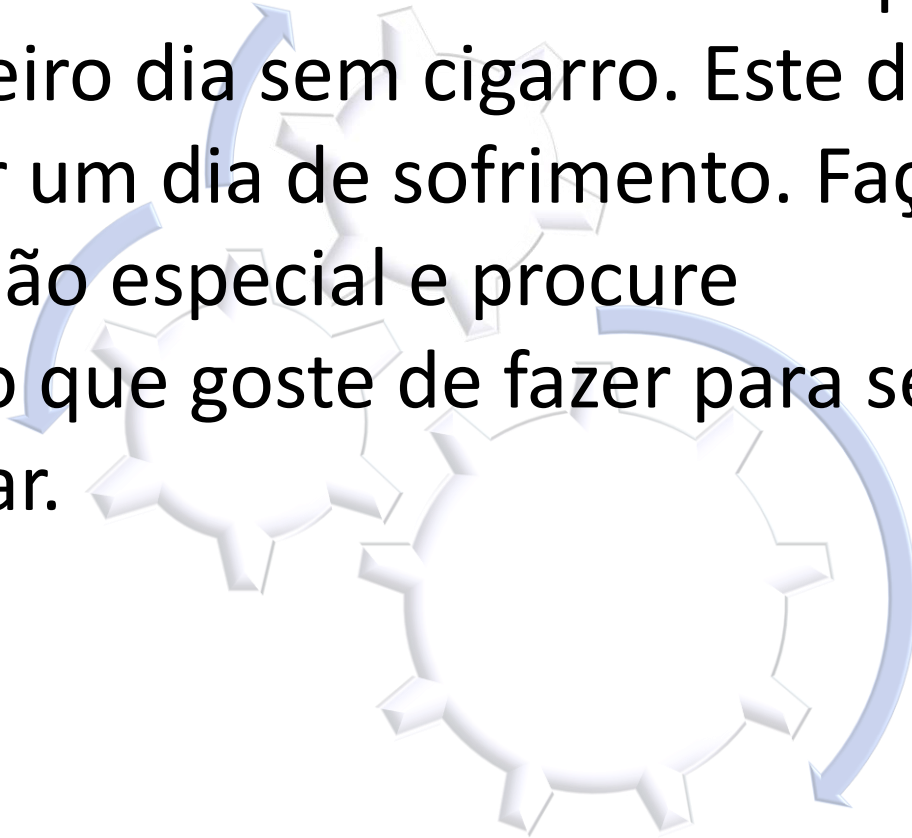 eiro dia sem cigarro. Este d
um dia de sofrimento. Faç
ão especial e procure
o que goste de fazer para se
ar.